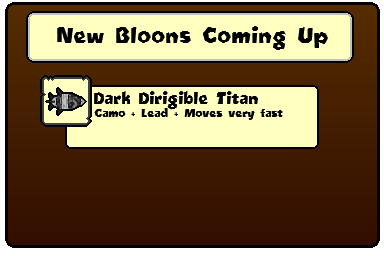 New Bloons Coming Up
Dark Dirigible Titan
Camo + Lead + Moves very fast